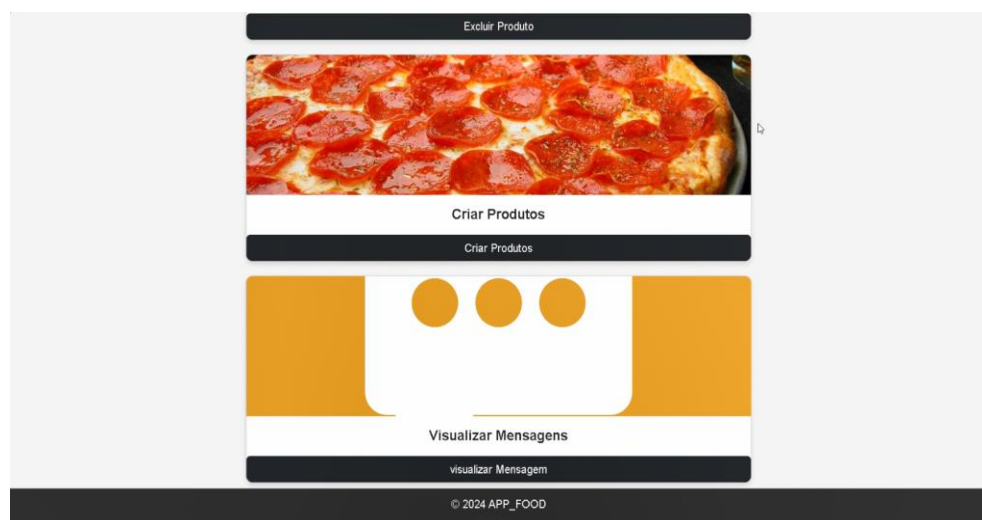 Excluir Produto
Criar Produtos
Criar Produtos
Visualizar Mensagens
visualizar Mensagem
© 2024 APP_FOOD